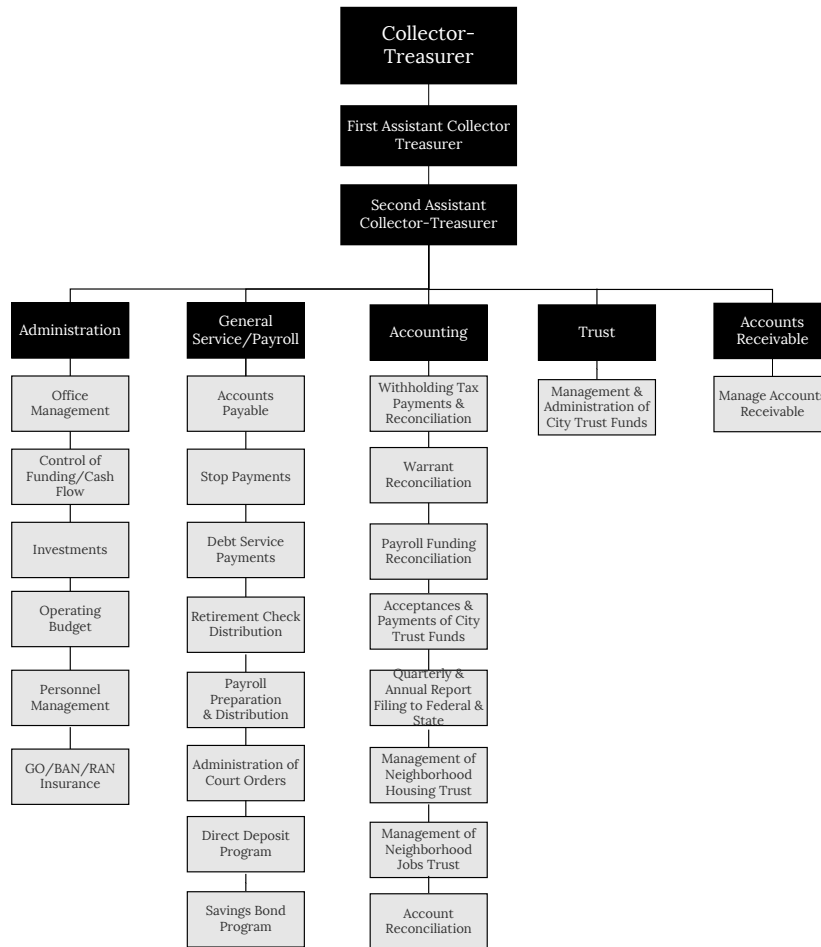 Collector-
Treasurer
First Assistant Collector
Treasurer
Second Assistant
Collector-Treasurer
Administration
General
Service/Payroll
Accounting
Trust
Accounts
Receivable
Office
Management
Control of
Funding/Cash
Flow
Investments
Operating
Budget
Personnel
Management
GO/BAN/RAN
Insurance
Accounts
Payable
Stop Payments
Debt Service
Payments
Retirement Check
Distribution
Payroll
Preparation
& Distribution
Administration of
Court Orders
Direct Deposit
Program
Savings Bond
Program
Withholding Tax
Payments &
Reconciliation
Warrant
Reconciliation
Payroll Funding
Reconciliation
Acceptances &
Payments of City
Trust Funds
Quarterly &
Annual Report
Filing to Federal &
State
Management of
Neighborhood
Housing Trust
Management of
Neighborhood
Jobs Trust
Account
Reconciliation
Management &
Administration of
City Trust Funds
Manage Accounts
Receivable